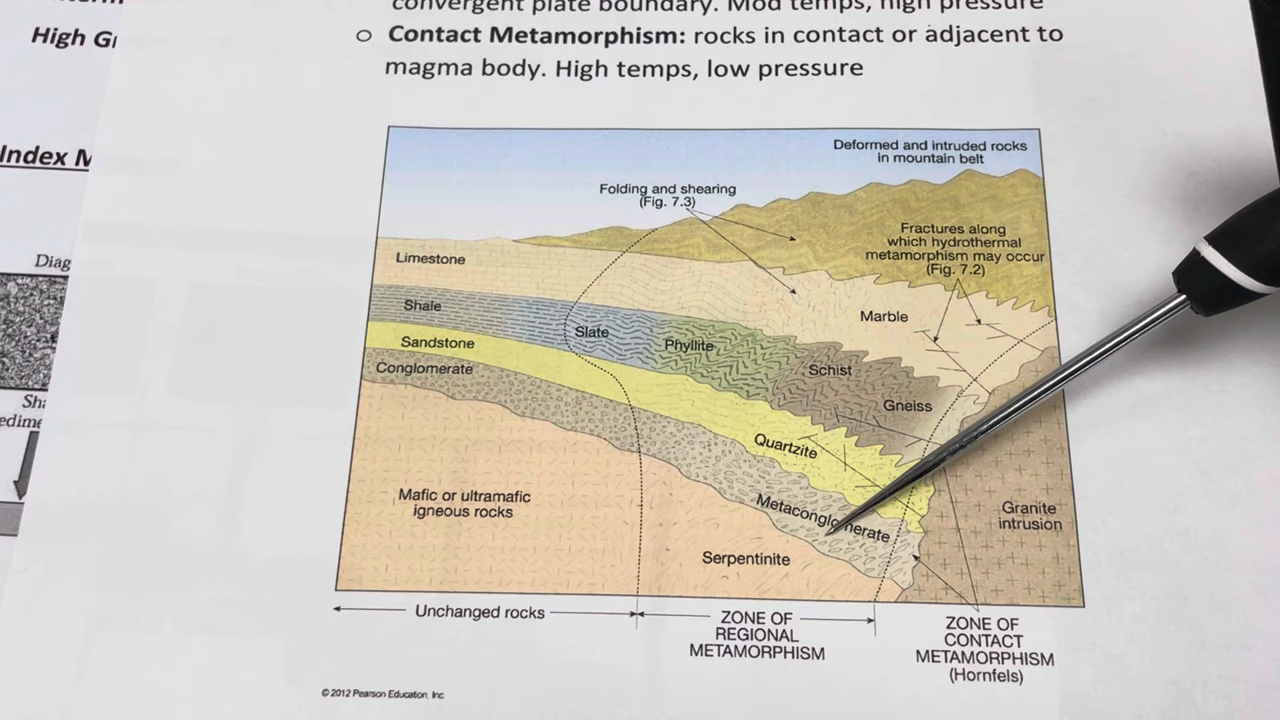 convergent plate boundary. Mod temps, high pressure
High Gr
○ Contact Metamorphism: rocks in contact or adjacent to
magma body. High temps, low pressure
Index M
Deformed and intruded rocks
in mountain belt
Folding and shearing
(Fig. 7.3)
Fractures along
which hydrothermal
metamorphism may occur
(Fig. 7.2)
Diag
Limestone
Shale
Marble
Slate
Sandstone
Phyllite
Conglomerate
Schist
Sha
Gneiss
edime
Quartzite
Mafic or ultramafic
igneous rocks
Metaconglomerate
Granite
intrusion
Serpentinite
Unchanged rocks
ZONE OF
REGIONAL
METAMORPHISM
ZONE OF
CONTACT
METAMORPHISM
(Hornfels)
© 2012 Pearson Education, Inc